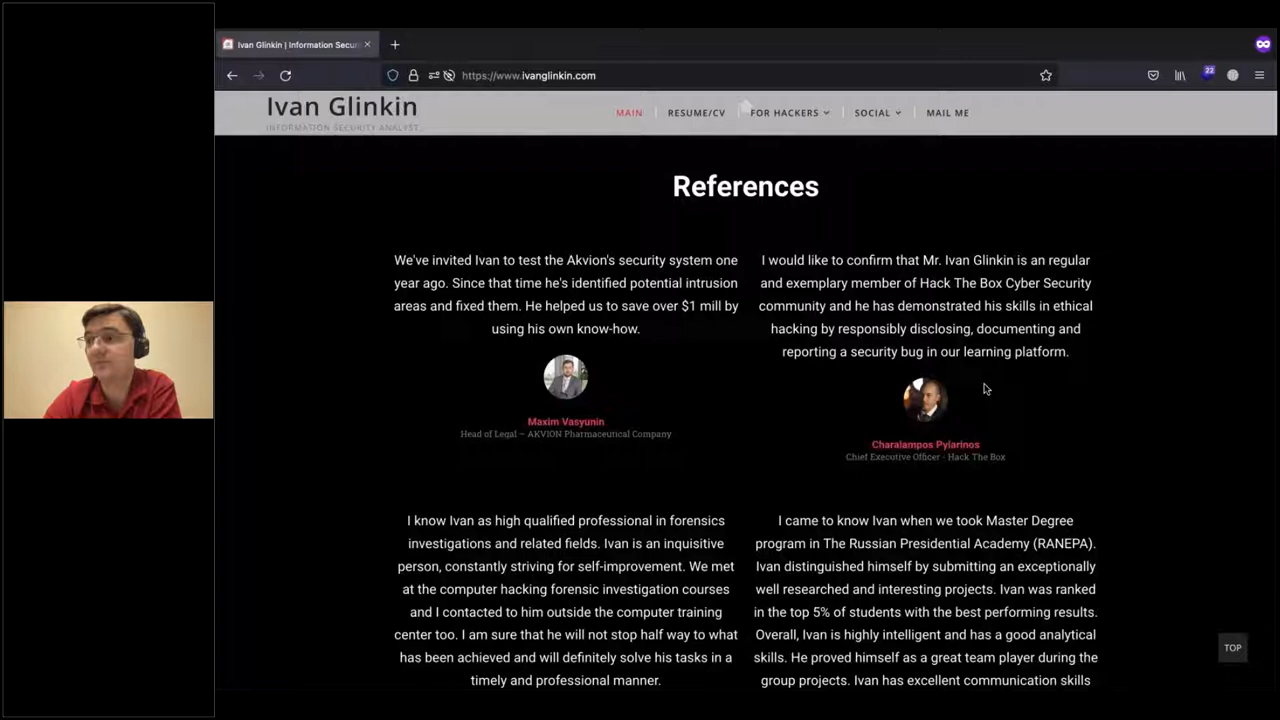 Ivan Glinkin | Information Secur
22
https://www.ivanglinkin.com
Ivan Glinkin
INFORMATION SECURITY ANALYST
MAIN
RESUME/CV
FOR HACKERS
SOCIAL
MAIL ME
References
We've invited Ivan to test the Akvion's security system one
year ago. Since that time he's identified potential intrusion
areas and fixed them. He helped us to save over $1 mill by
using his own know-how.
Maxim Vasyunin
Head of Legal – AKVION Pharmaceutical Company
I would like to confirm that Mr. Ivan Glinkin is an regular
and exemplary member of Hack The Box Cyber Security
community and he has demonstrated his skills in ethical
hacking by responsibly disclosing, documenting and
reporting a security bug in our learning platform.
Charalampos Pylarinos
Chief Executive Officer - Hack The Box
I know Ivan as high qualified professional in forensics
investigations and related fields. Ivan is an inquisitive
person, constantly striving for self-improvement. We met
at the computer hacking forensic investigation courses
and I contacted to him outside the computer training
center too. I am sure that he will not stop half way to what
has been achieved and will definitely solve his tasks in a
timely and professional manner.
I came to know Ivan when we took Master Degree
program in The Russian Presidential Academy (RANEPA).
Ivan distinguished himself by submitting an exceptionally
well researched and interesting projects. Ivan was ranked
in the top 5% of students with the best performing results.
Overall, Ivan is highly intelligent and has a good analytical
skills. He proved himself as a great team player during the
group projects. Ivan has excellent communication skills
TOP